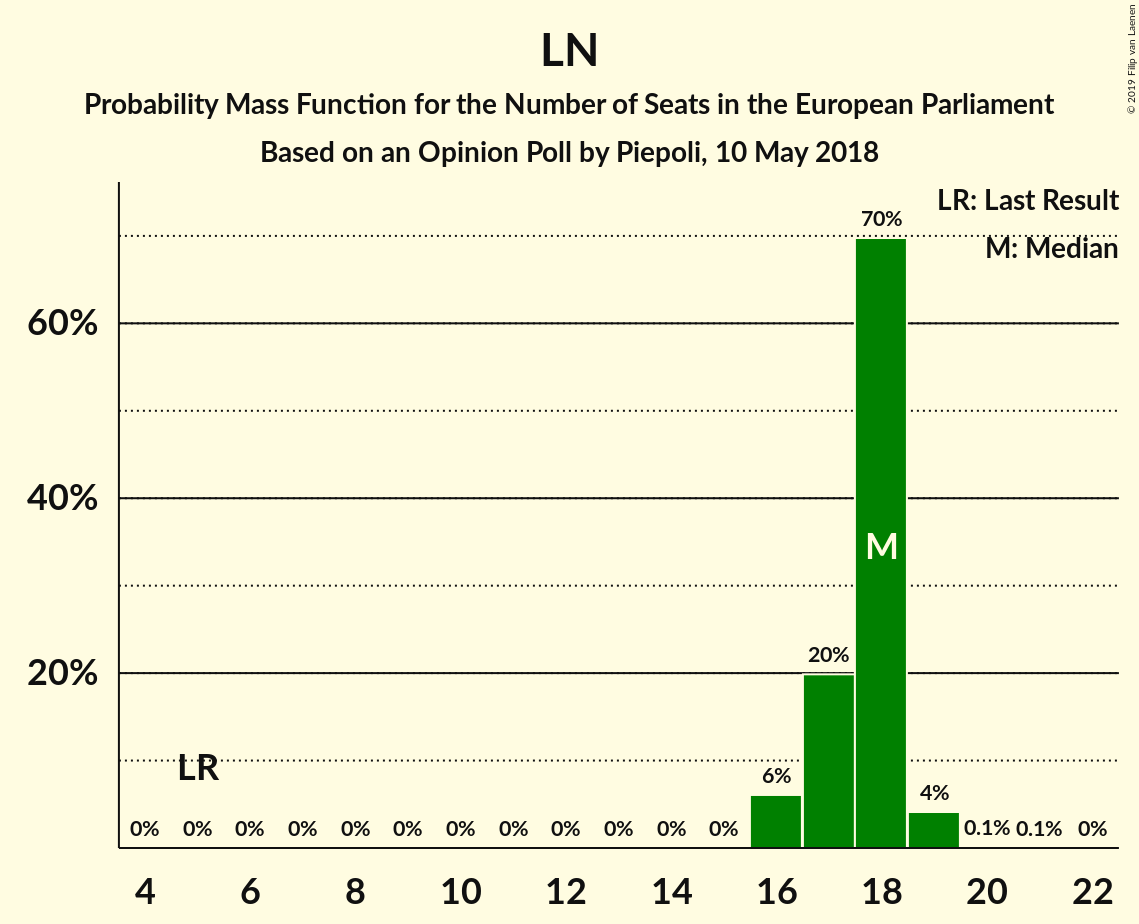 LN
Probability Mass Function for the Number of Seats in the European Parliament
Based on an Opinion Poll by Piepoli, 10 May 2018
© 2019 Filip van Laenen
LR: Last Result
M: Median
70%
60%
40%
M
20%
20%
LR
6%
4%
0% 0% 0% 0% 0% 0% 0% 0% 0% 0% 0% 0% 0.1% 0.1% 0%
4 6 8 10 12 14 16 18 20 22